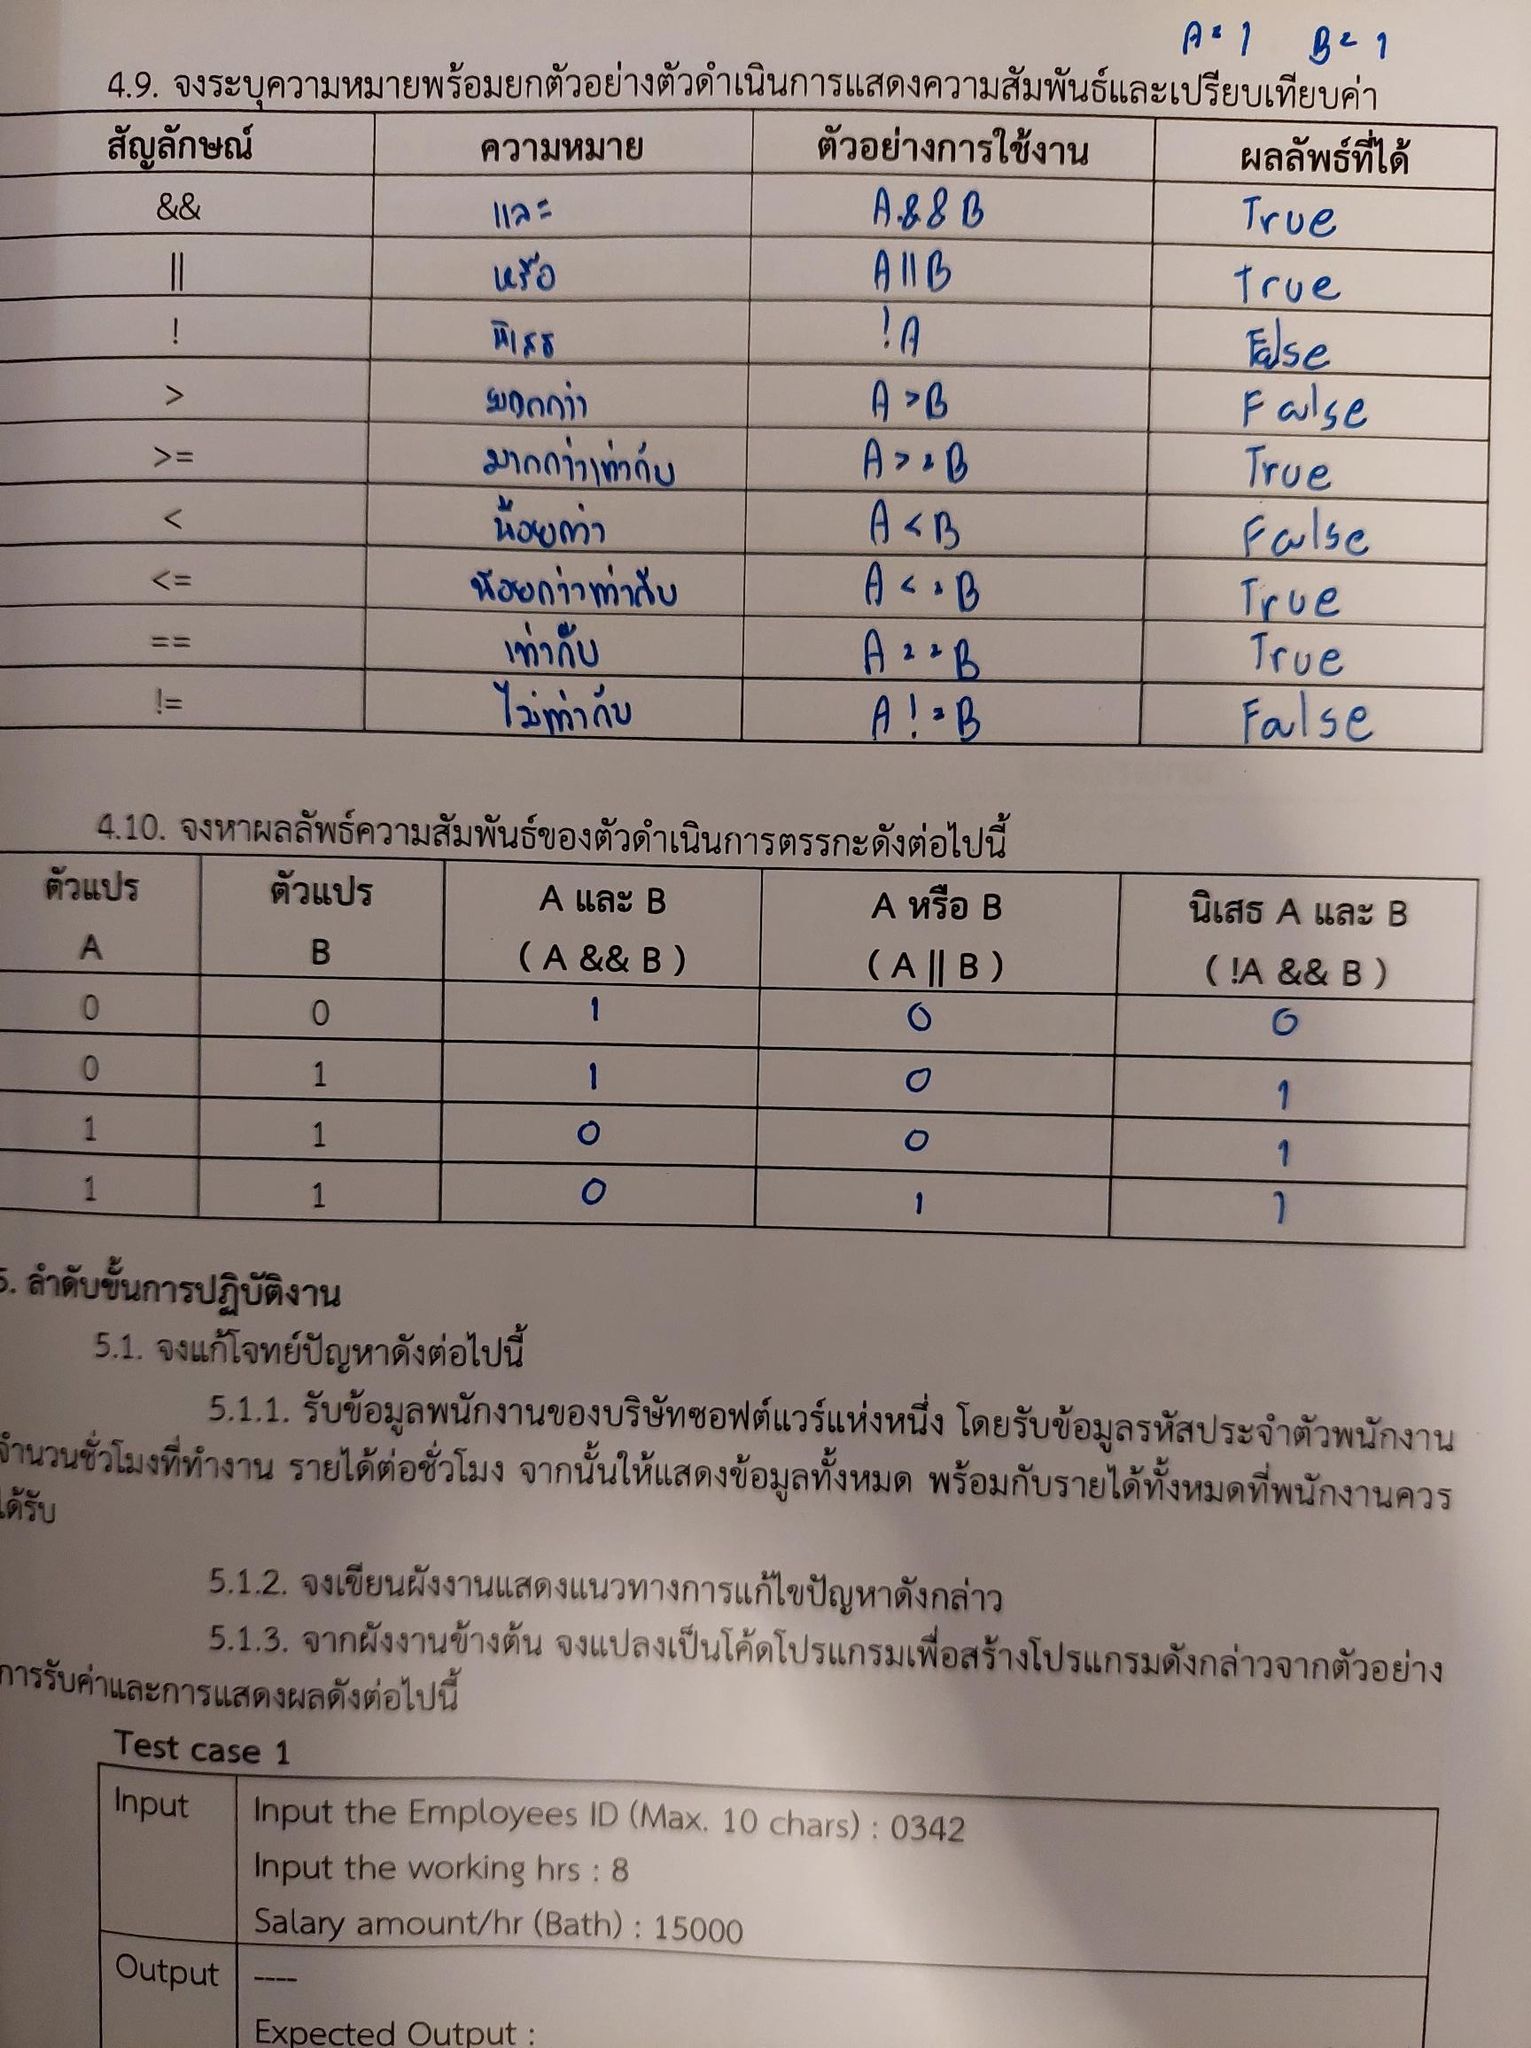 A = 1 B = 1
4.9. จงระบุความหมายพร้อมยกตัวอย่างตัวดำเนินการแสดงความสัมพันธ์และเปรียบเทียบค่า
สัญลักษณ์ ความหมาย ตัวอย่างการใช้งาน ผลลัพธ์ที่ได้
&& และ A && B True
|| หรือ A || B True
! นิเสธ !A False
> มากกว่า A > B False
>= มากกว่าเท่ากับ A >= B True
< น้อยกว่า A < B False
<= น้อยกว่าเท่ากับ A <= B True
== เท่ากับ A == B True
!= ไม่เท่ากับ A != B False
4.10. จงหาผลลัพธ์ความสัมพันธ์ของตัวดำเนินการตรรกะดังต่อไปนี้
ตัวแปร ตัวแปร A และ B A หรือ B นิเสธ A และ B
A B ( A && B ) ( A || B ) ( !A && B )
0 0 1 0 0
0 1 1 0 1
1 1 0 0 1
1 1 0 1 1
5. ลำดับขั้นการปฏิบัติงาน
5.1. จงแก้โจทย์ปัญหาดังต่อไปนี้
5.1.1. รับข้อมูลพนักงานของบริษัทซอฟต์แวร์แห่งหนึ่ง โดยรับข้อมูลรหัสประจำตัวพนักงาน
จำนวนชั่วโมงที่ทำงาน รายได้ต่อชั่วโมง จากนั้นให้แสดงข้อมูลทั้งหมด พร้อมกับรายได้ทั้งหมดที่พนักงานควร
ได้รับ
5.1.2. จงเขียนผังงานแสดงแนวทางการแก้ไขปัญหาดังกล่าว
5.1.3. จากผังงานข้างต้น จงแปลงเป็นโค้ดโปรแกรมเพื่อสร้างโปรแกรมดังกล่าวจากตัวอย่าง
การรับค่าและการแสดงผลดังต่อไปนี้
Test case 1
Input Input the Employees ID (Max. 10 chars) : 0342
Input the working hrs : 8
Salary amount/hr (Bath) : 15000
Output ----
Expected Output :